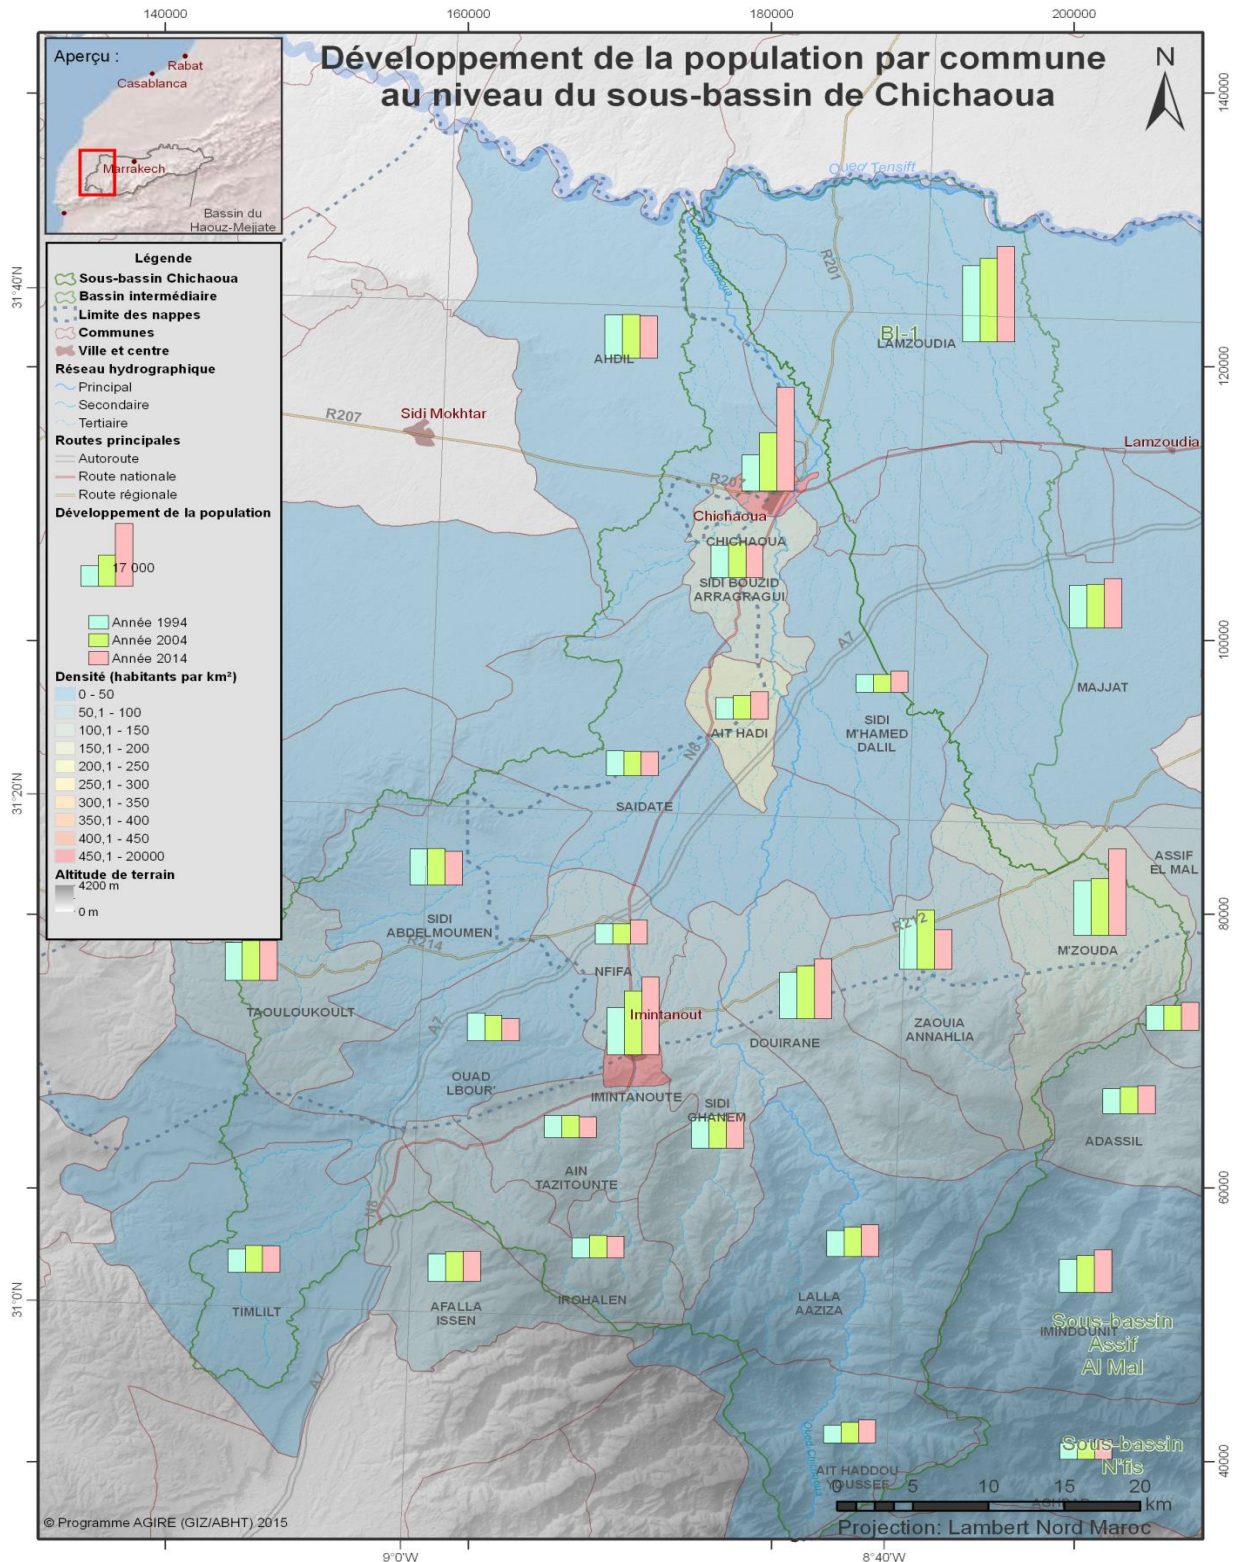 140000
160000
180000
200000
Aperçu :
Rabat
Casablanca
Marrakech
Bassin du
Haouz-Mejjate
Développement de la population par commune
au niveau du sous-bassin de Chichaoua
N
140000
120000
100000
80000
60000
40000
31°40'N
31°20'N
31°0'N
Légende
Sous-bassin Chichaoua
Bassin intermédiaire
Limite des nappes
Communes
Ville et centre
Réseau hydrographique
Principal
Secondaire
Tertiaire
Routes principales
Autoroute
Route nationale
Route régionale
Développement de la population
17 000
Année 1994
Année 2004
Année 2014
Densité (habitants par km²)
0 - 50
50,1 - 100
100,1 - 150
150,1 - 200
200,1 - 250
250,1 - 300
300,1 - 350
350,1 - 400
400,1 - 450
450,1 - 20000
Altitude de terrain
4200 m
0 m
Oued Tensift
Oued Chichaoua
R201
BI-1
LAMZOUDIA
AHDIL
R207
Sidi Mokhtar
Lamzoudia
R207
Chichaoua
CHICHAOUA
SIDI BOUZID
ARRAGRAGUI
A7
MAJJAT
SIDI
M'HAMED
DALIL
AIT HADI
N8
SAIDATE
ASSIF
EL MAL
SIDI
ABDELMOUMEN
R214
R212
M'ZOUDA
NFIFA
TAOULOUKOULT
Imintanout
A7
DOUIRANE
ZAOUIA
ANNAHLIA
OUAD
LBOUR'
IMINTANOUTE
SIDI
GHANEM
ADASSIL
AIN
TAZITOUNTE
N8
TIMLILT
AFALLA
ISSEN
IROHALEN
LALLA
AAZIZA
IMINDOUNIT
Sous-bassin
Assif
Al Mal
A7
Oued Chichaoua
Sous-bassin
N'fis
AIT HADDOU
YOUSSEF
0 5 10 15 20
km
Projection: Lambert Nord Maroc
© Programme AGIRE (GIZ/ABHT) 2015
9°0'W
8°40'W